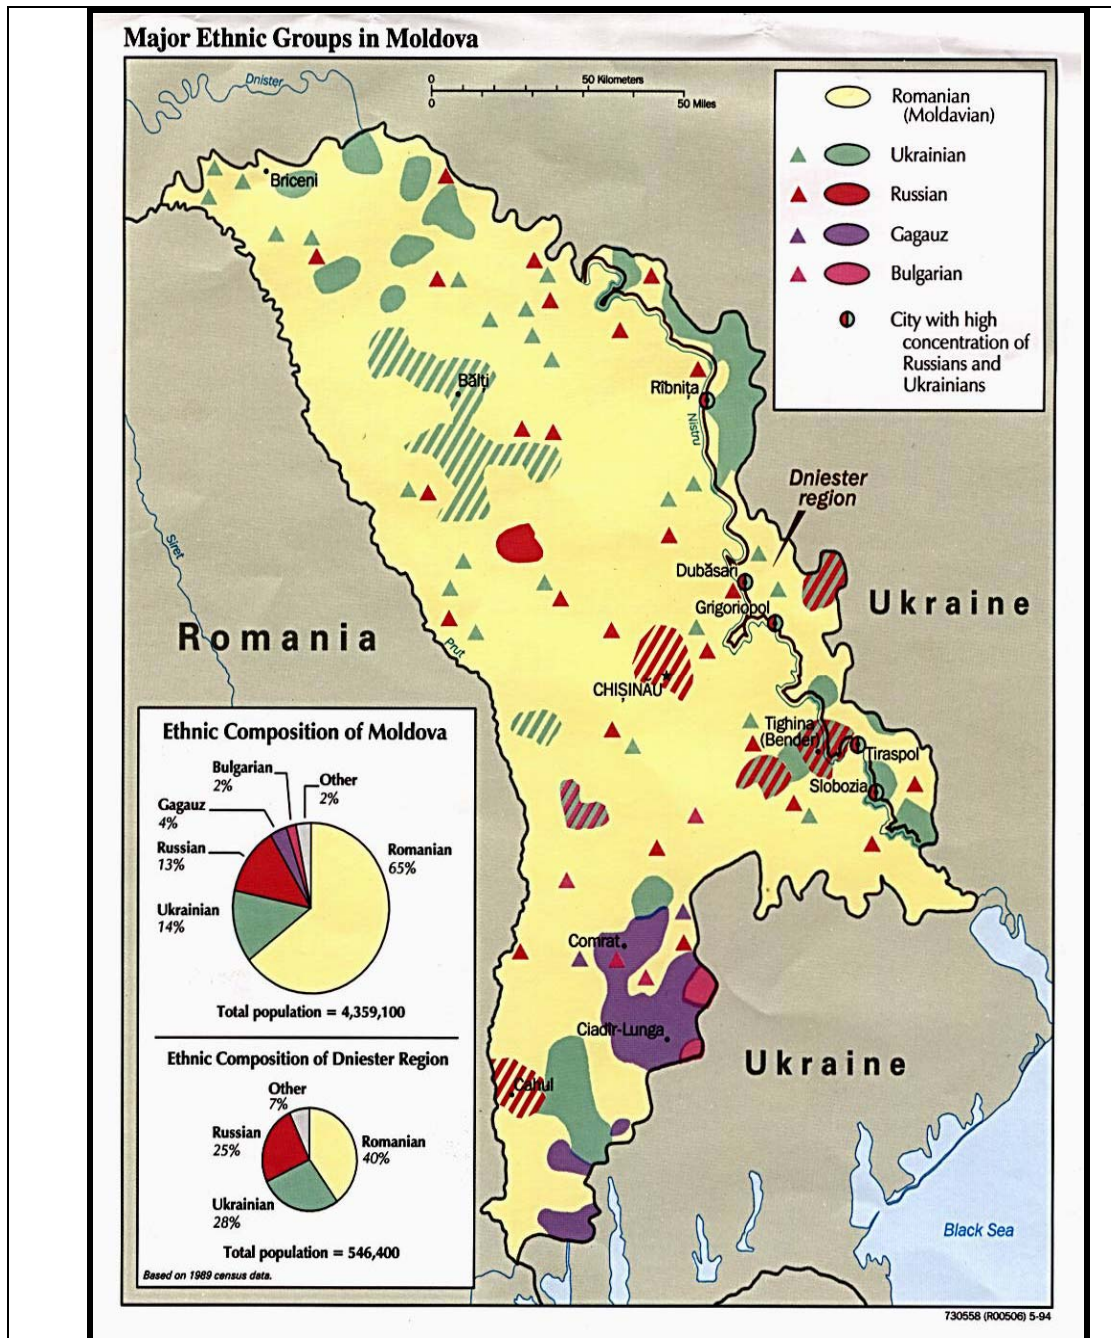 Major Ethnic Groups in Moldova
Dnister
0 50 Kilometers
0 50 Miles
Romanian
(Moldavian)
Ukrainian
Russian
Gagauz
Bulgarian
City with high
concentration of
Russians and
Ukrainians
Briceni
Bălți
Rîbnița
Nistru
Dniester
region
Siret
Dubăsari
Grigoriopol
Ukraine
Romania
Prut
CHIȘINĂU
Tighina
(Bender)
Tiraspol
Slobozia
Comrat
Ciadîr-Lunga
Ukraine
Cahul
Black Sea
Ethnic Composition of Moldova
Bulgarian
2%
Other
2%
Gagauz
4%
Russian
13%
Romanian
65%
Ukrainian
14%
Total population = 4,359,100
Ethnic Composition of Dniester Region
Other
7%
Russian
25%
Romanian
40%
Ukrainian
28%
Total population = 546,400
Based on 1989 census data.
730558 (R00506) 5-94